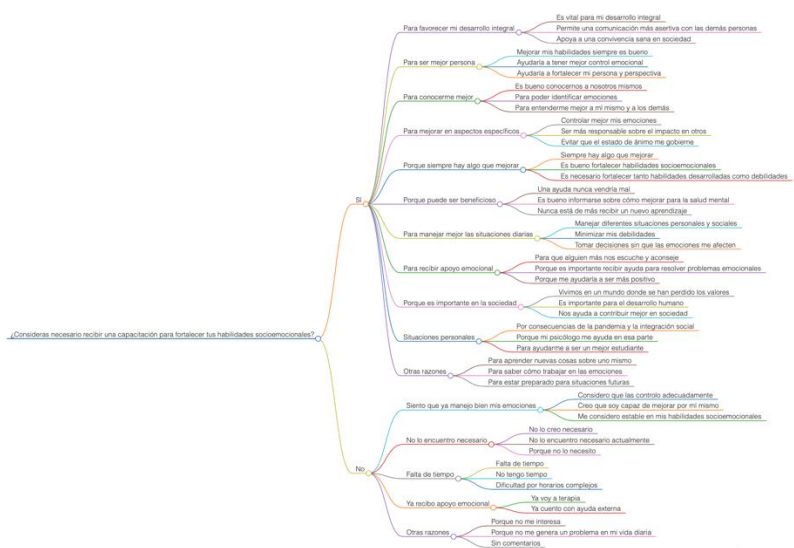 ¿Consideras necesario recibir una capacitación para fortalecer tus habilidades socioemocionales?
Sí
Para favorecer mi desarrollo integral
Es vital para mi desarrollo integral
Permite una comunicación más asertiva con las demás personas
Apoya a una convivencia sana en sociedad
Para ser mejor persona
Mejorar mis habilidades siempre es bueno
Ayudaría a tener mejor control emocional
Ayudaría a fortalecer mi persona y perspectiva
Para conocerme mejor
Es bueno conocernos a nosotros mismos
Para poder identificar emociones
Para entenderme mejor a mí mismo y a los demás
Para mejorar en aspectos específicos
Controlar mejor mis emociones
Ser más responsable sobre el impacto en otros
Evitar que el estado de ánimo me gobierne
Porque siempre hay algo que mejorar
Siempre hay algo que mejorar
Es bueno fortalecer habilidades socioemocionales
Es necesario fortalecer tanto habilidades desarrolladas como debilidades
Porque puede ser beneficioso
Una ayuda nunca vendría mal
Es bueno informarse sobre cómo mejorar para la salud mental
Nunca está de más recibir un nuevo aprendizaje
Para manejar mejor las situaciones diarias
Manejar diferentes situaciones personales y sociales
Minimizar mis debilidades
Tomar decisiones sin que las emociones me afecten
Para recibir apoyo emocional
Para que alguien más nos escuche y aconseje
Porque es importante recibir ayuda para resolver problemas emocionales
Porque me ayudaría a ser más positivo
Porque es importante en la sociedad
Vivimos en un mundo donde se han perdido los valores
Es importante para el desarrollo humano
Nos ayuda a contribuir mejor en sociedad
Situaciones personales
Por consecuencias de la pandemia y la integración social
Porque mi psicólogo me ayuda en esa parte
Para ayudarme a ser un mejor estudiante
Otras razones
Para aprender nuevas cosas sobre uno mismo
Para saber cómo trabajar en las emociones
Para estar preparado para situaciones futuras
No
Siento que ya manejo bien mis emociones
Considero que las controlo adecuadamente
Creo que soy capaz de mejorar por mí mismo
Me considero estable en mis habilidades socioemocionales
No lo encuentro necesario
No lo creo necesario
No lo encuentro necesario actualmente
Porque no lo necesito
Falta de tiempo
Falta de tiempo
No tengo tiempo
Dificultad por horarios complejos
Ya recibo apoyo emocional
Ya voy a terapia
Ya cuento con ayuda externa
Otras razones
Porque no me interesa
Porque no me genera un problema en mi vida diaria
Sin comentarios